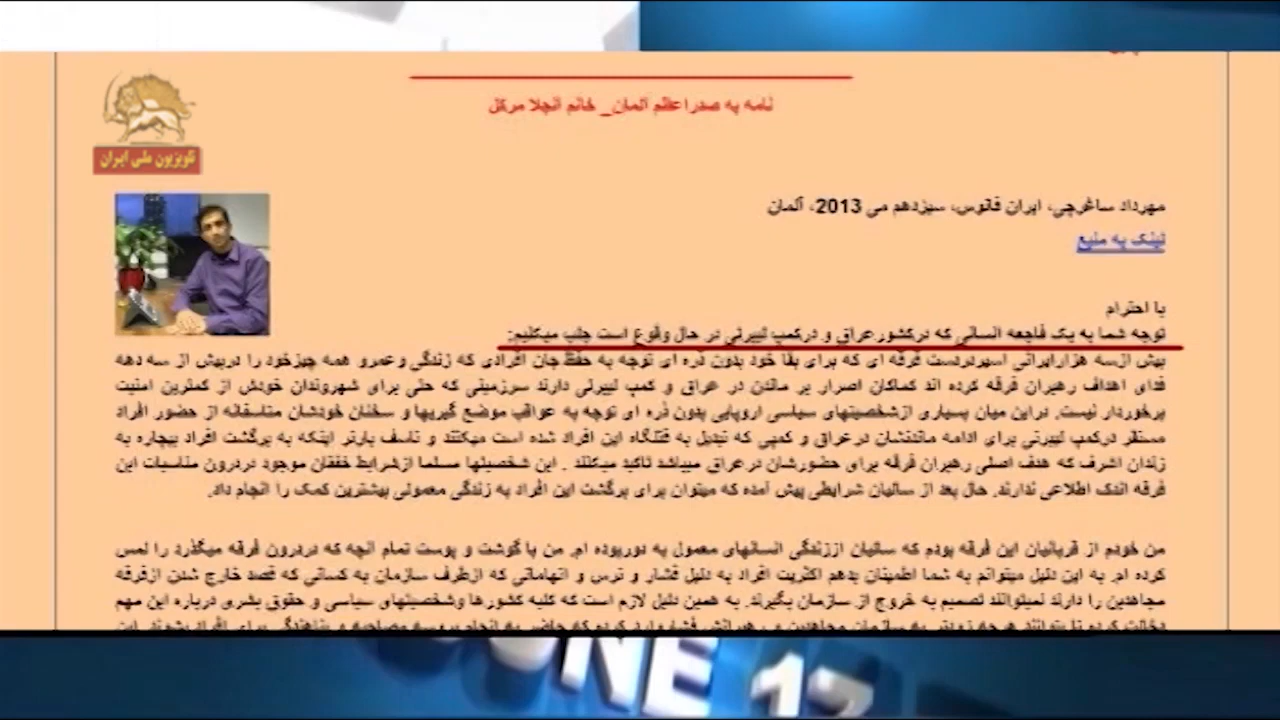 نامه به صدراعظم آلمان_ خانم آنجلا مرکل
تلویزیون ملی ایران
مهرداد ساغرچی، ایران فانوس، سیزدهم می 2013، آلمان
لینک به منبع
با احترام
توجه شما به یک فاجعه انسانی که درکشورعراق و درکمپ لیبرتی در حال وقوع است جلب میکنیم:
بیش ازسه هزارایرانی اسیردردست فرقه ای که برای بقا خود بدون ذره ای توجه به حفظ جان افرادی که زندگی وعمرو همه چیزخود را دربیش از سه دهه
فدای اهداف رهبران فرقه کرده اند کماکان اصرار بر ماندن در عراق و کمپ لیبرتی دارند سرزمینی که حتی برای شهروندان خودش از کمترین امنیت
برخوردار نیست. دراین میان بسیاری ازشخصیتهای سیاسی اروپایی بدون ذره ای توجه به عواقب موضع گیریها و سخنان خودشان متاسفانه از حضور افراد
مستقر درکمپ لیبرتی برای ادامه ماندنشان درعراق و کمپی که تبدیل به قتلگاه این افراد شده است میکنند و تاسف بارتر اینکه به برگشت افراد بیچاره به
زندان اشرف که هدف اصلی رهبران فرقه برای حضورشان درعراق میباشد تاکید میکنند . این شخصیتها مسلما ازشرایط خفقان موجود دردرون مناسبات این
فرقه اندک اطلاعی ندارند. حال بعد از سالیان شرایطی پیش آمده که میتوان برای برگشت این افراد به زندگی معمولی بیشترین کمک را انجام داد.
من خودم از قربانیان این فرقه بودم که سالیان اززندگی انسانهای معمول به دوربوده ام. من با گوشت و پوست تمام آنچه که دردرون فرقه میگذرد را لمس
کرده ام. به این دلیل میتوانم به شما اطمینان بدهم اکثریت افراد به دلیل فشار و ترس و اتهاماتی که ازطرف سازمان به کسانی که قصد خارج شدن ازفرقه
مجاهدین را دارند نمیتوانند تصمیم به خروج از سازمان بگیرند. به همین دلیل لازم است که کلیه کشورها وشخصیتهای سیاسی و حقوق بشری درباره این مهم
JUNE 17